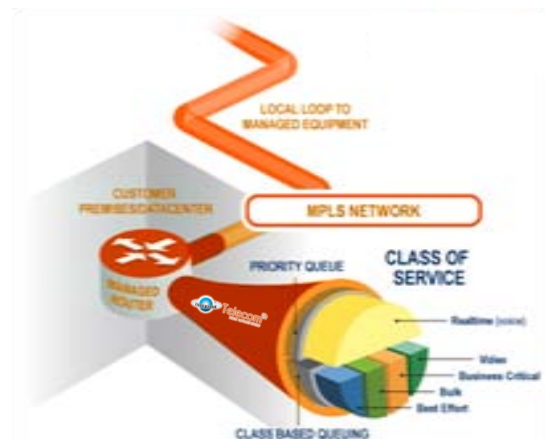 LOCAL LOOP TO
MANAGED EQUIPMENT
CUSTOMER
PREMISES/DATACENTER
MPLS NETWORK
MANAGED
ROUTER
PRIORITY QUEUE
CLASS OF
SERVICE
Telecom
Realtime (voice)
Video
Business Critical
Bulk
Best Effort
CLASS BASED QUEUING